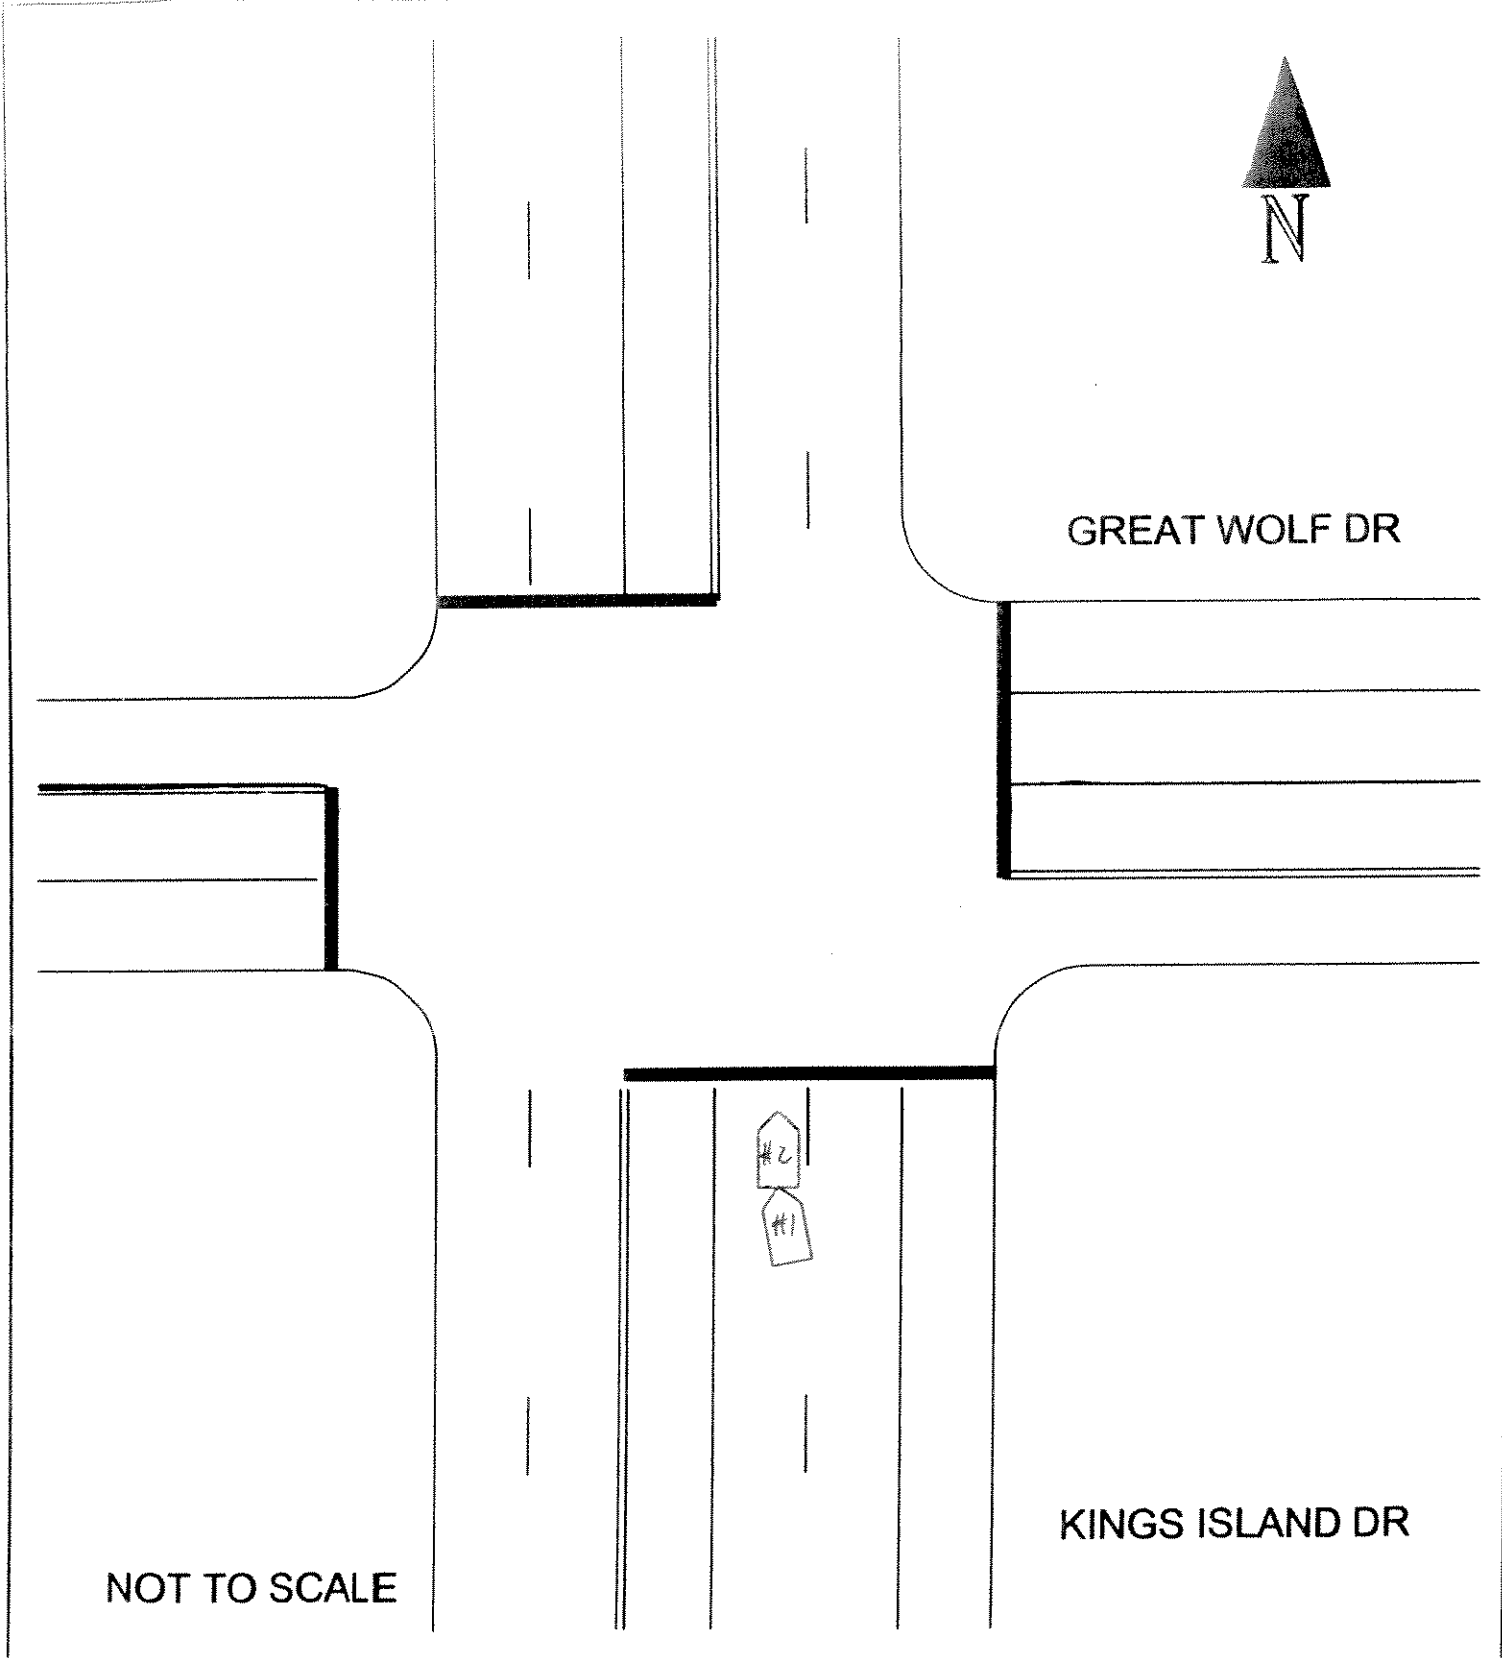 N
GREAT WOLF DR
#2
#1
KINGS ISLAND DR
NOT TO SCALE